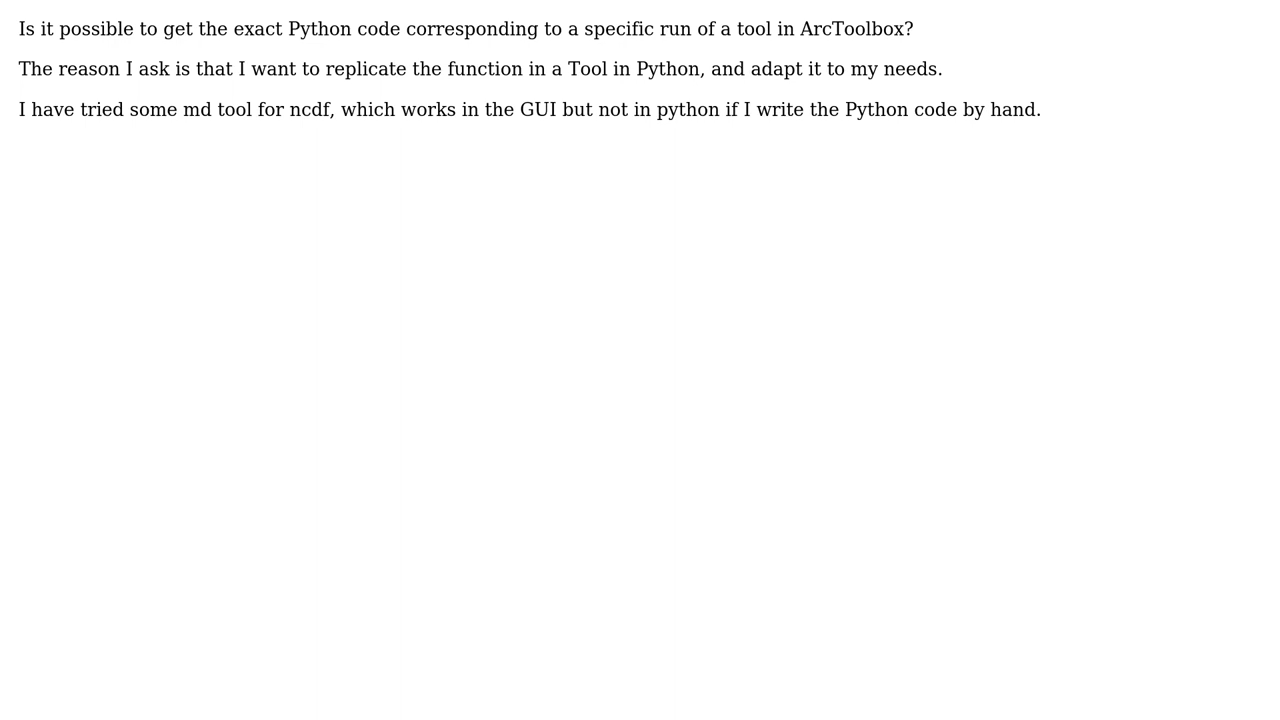 Is it possible to get the exact Python code corresponding to a specific run of a tool in ArcToolbox?
The reason I ask is that I want to replicate the function in a Tool in Python, and adapt it to my needs.
I have tried some md tool for ncdf, which works in the GUI but not in python if I write the Python code by hand.